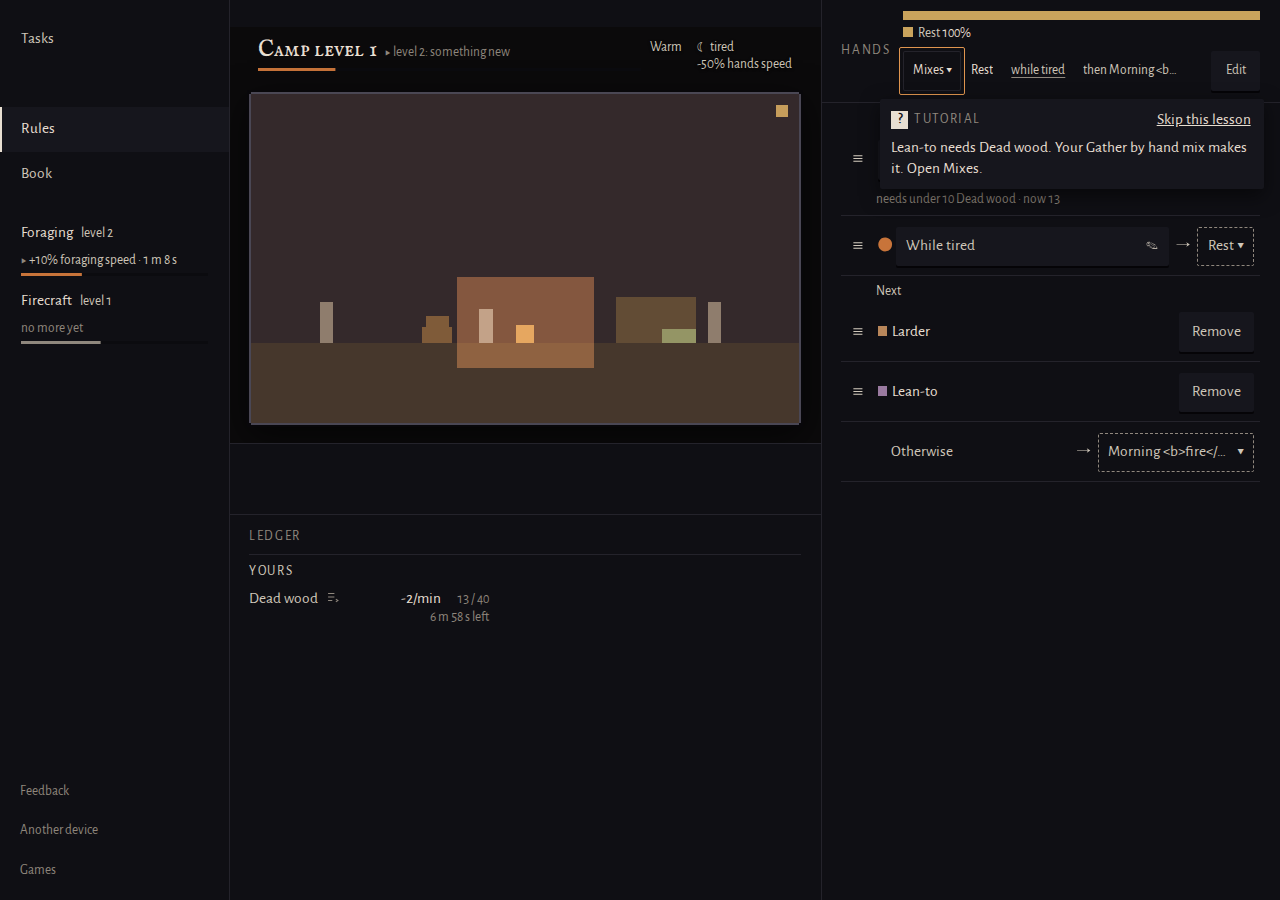 Tasks
Rules
Book
Foraging level 2
▸ +10% foraging speed · 1 m 8 s
Firecraft level 1
no more yet
Feedback
Another device
Games
Camp level 1 ▸ level 2: something new
Warm ☾ tired
-50% hands speed
LEDGER
YOURS
Dead wood -2/min 13 / 40
6 m 58 s left
HANDS
Rest 100%
Mixes ▾ Rest while tired then Morning <b… Edit
? TUTORIAL Skip this lesson
Lean-to needs Dead wood. Your Gather by hand mix makes
it. Open Mixes.
needs under 10 Dead wood · now 13
While tired → Rest ▾
Next
Larder Remove
Lean-to Remove
Otherwise → Morning <b>fire</… ▾